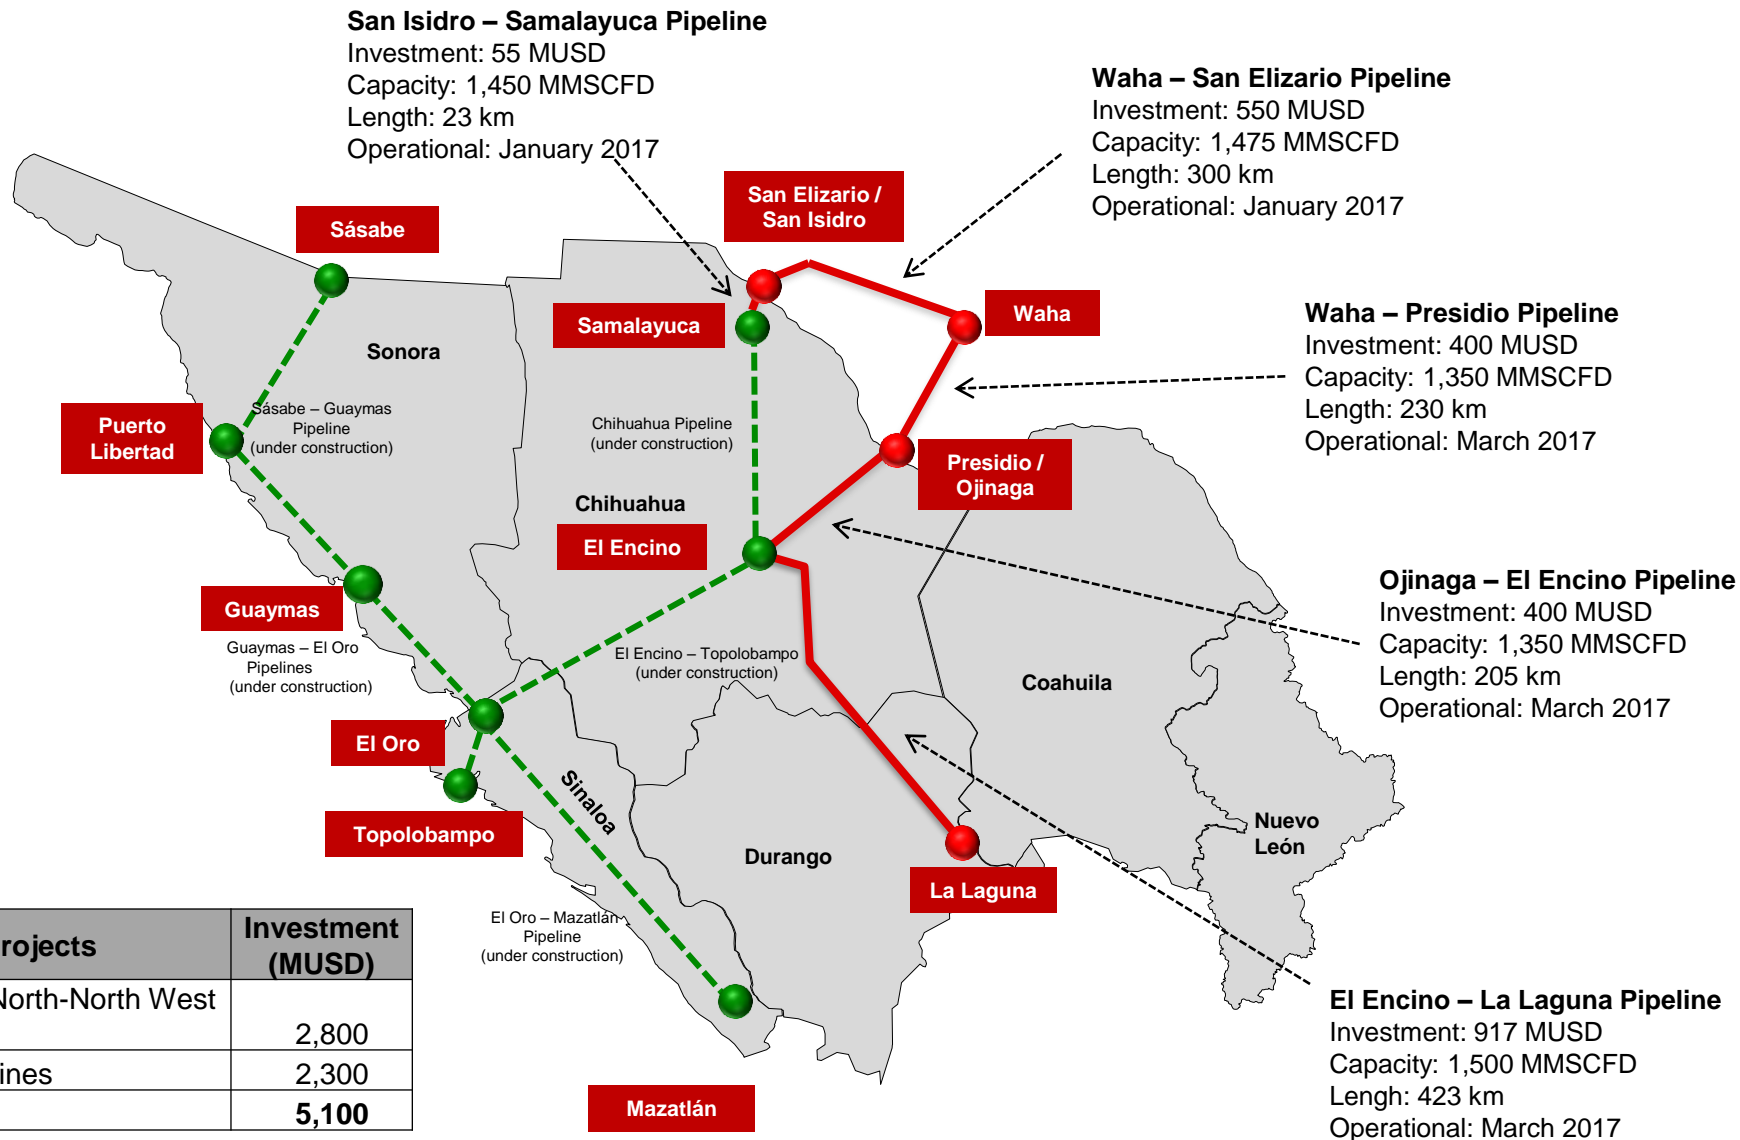 San Isidro – Samalayuca Pipeline
Investment: 55 MUSD
Capacity: 1,450 MMSCFD
Length: 23 km
Operational: January 2017
Waha – San Elizario Pipeline
Investment: 550 MUSD
Capacity: 1,475 MMSCFD
Length: 300 km
Operational: January 2017
San Elizario /
San Isidro
Sásabe
Samalayuca
Waha
Sonora
Waha – Presidio Pipeline
Investment: 400 MUSD
Capacity: 1,350 MMSCFD
Length: 230 km
Operational: March 2017
Puerto
Libertad
Sásabe – Guaymas
Pipeline
(under construction)
Chihuahua Pipeline
(under construction)
Presidio /
Ojinaga
Chihuahua
El Encino
Ojinaga – El Encino Pipeline
Investment: 400 MUSD
Capacity: 1,350 MMSCFD
Length: 205 km
Operational: March 2017
Guaymas
Guaymas – El Oro
Pipelines
(under construction)
El Encino – Topolobampo
(under construction)
Coahuila
El Oro
Sinaloa
Topolobampo
Durango
Nuevo
León
La Laguna
El Oro – Mazatlán
Pipeline
(under construction)
Mazatlán
El Encino – La Laguna Pipeline
Investment: 917 MUSD
Capacity: 1,500 MMSCFD
Lengh: 423 km
Operational: March 2017
rojects
Investment
(MUSD)
North-North West
2,800
ines
2,300
5,100